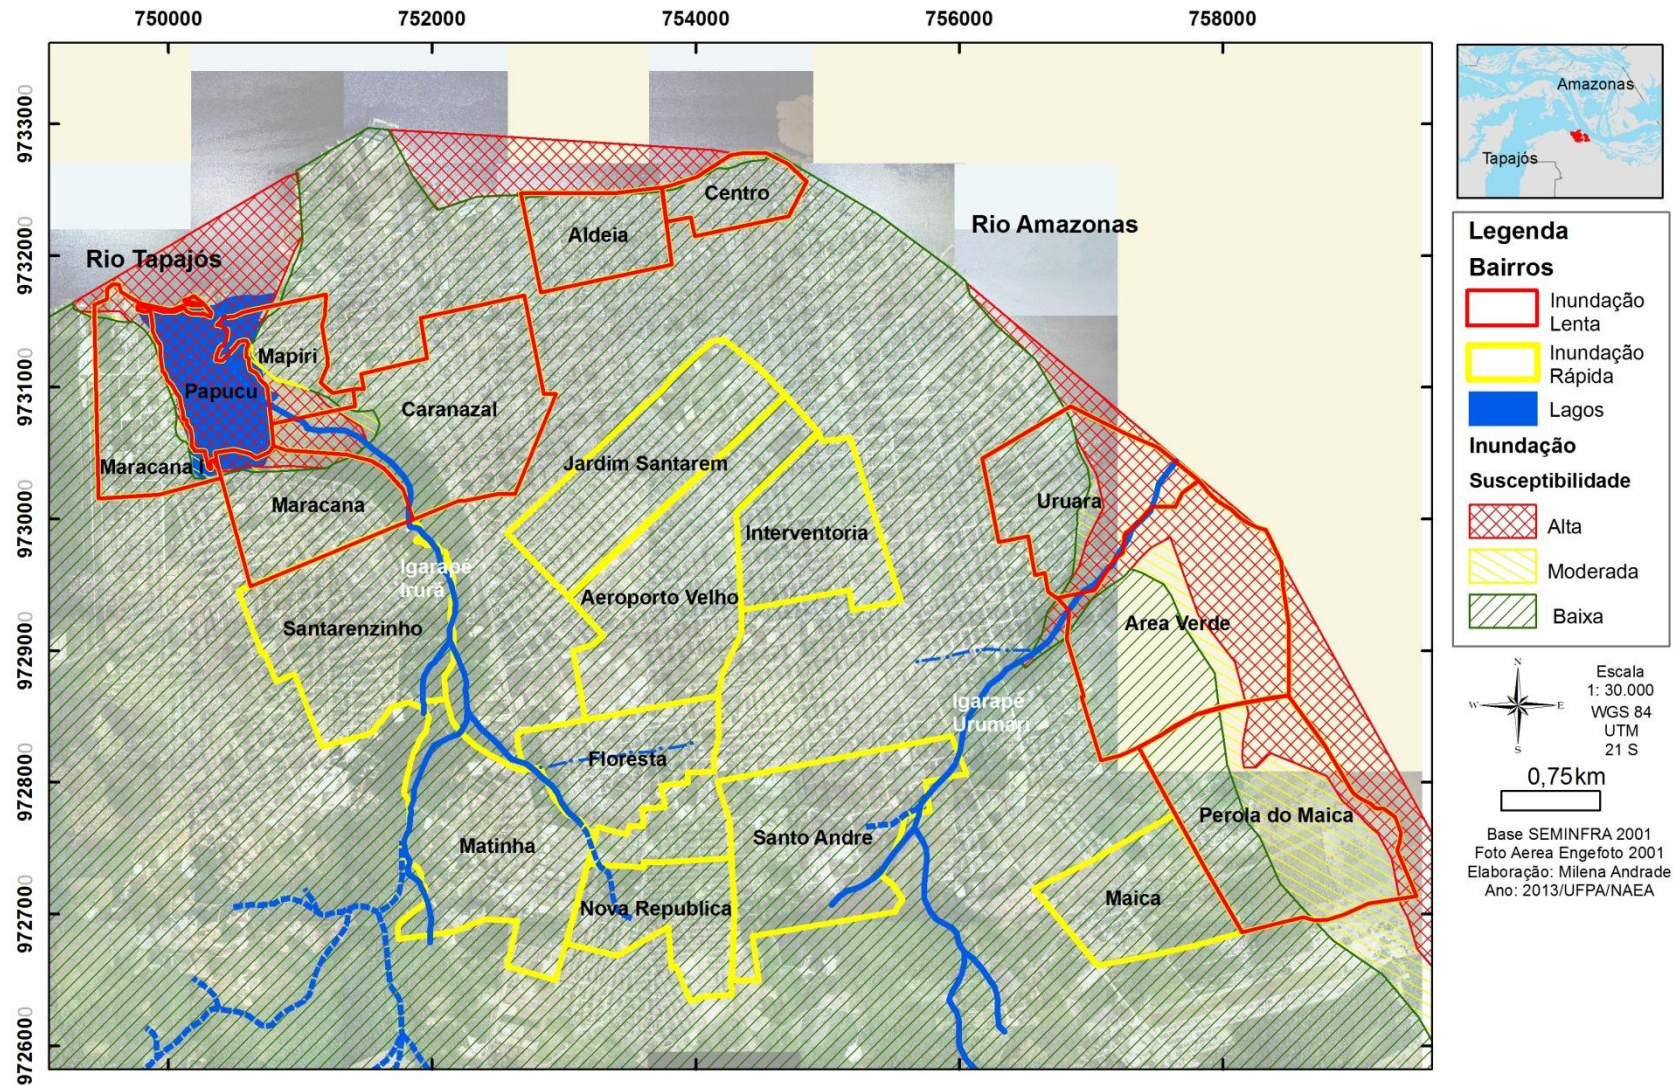 750000
752000
754000
756000
758000
9733000
9732000
9731000
9730000
9729000
9728000
9727000
9726000
Rio Tapajós
Rio Amazonas
Centro
Aldeia
Mapiri
Papucu
Caranazal
Maracana I
Maracana
Jardim Santarem
Interventoria
Uruara
Igarapé
Irurá
Aeroporto Velho
Santarenzinho
Area Verde
Igarapé
Urumari
Floresta
Matinha
Santo Andre
Perola do Maica
Maica
Nova Republica
Amazonas
Tapajós
Legenda
Bairros
Inundação
Lenta
Inundação
Rápida
Lagos
Inundação
Susceptibilidade
Alta
Moderada
Baixa
N
W
E
S
Escala
1: 30.000
WGS 84
UTM
21 S
0,75km
Base SEMINFRA 2001
Foto Aerea Engefoto 2001
Elaboração: Milena Andrade
Ano: 2013/UFPA/NAEA